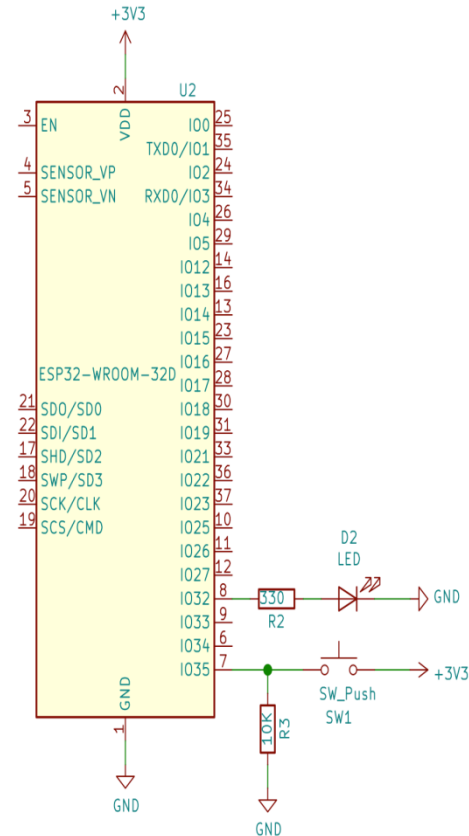 +3V3
U2
2
VDD
3 EN
IO0 25
TXD0/IO1 35
4 SENSOR_VP
IO2 24
5 SENSOR_VN
RXD0/IO3 34
IO4 26
IO5 29
IO12 14
IO13 16
IO14 13
IO15 23
IO16 27
ESP32-WROOM-32D
IO17 28
21 SDO/SD0
IO18 30
22 SDI/SD1
IO19 31
17 SHD/SD2
IO21 33
18 SWP/SD3
IO22 36
20 SCK/CLK
IO23 37
19 SCS/CMD
IO25 10
IO26 11
IO27 12
D2
LED
IO32 8
330
R2
GND
IO33 9
IO34 6
IO35 7
SW_Push
SW1
+3V3
GND
1
GND
10K
R3
GND